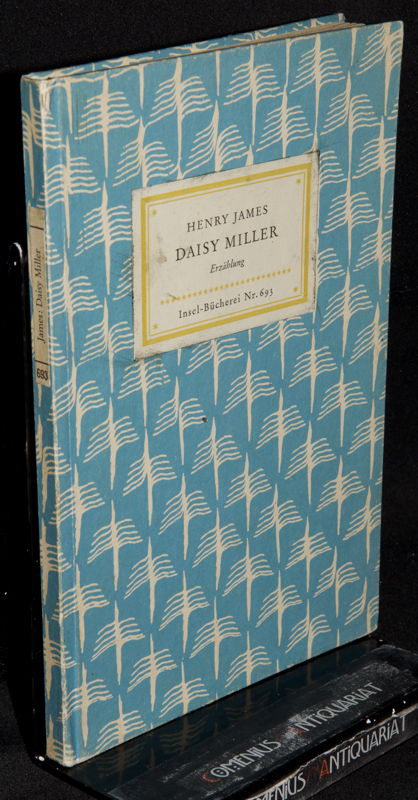 HENRY JAMES
DAISY MILLER
Erzählung
Insel-Bücherei Nr. 693
James: Daisy Miller
693
COMENIUS ANTIQUARIAT
COMENIUS ANTIQUARIAT